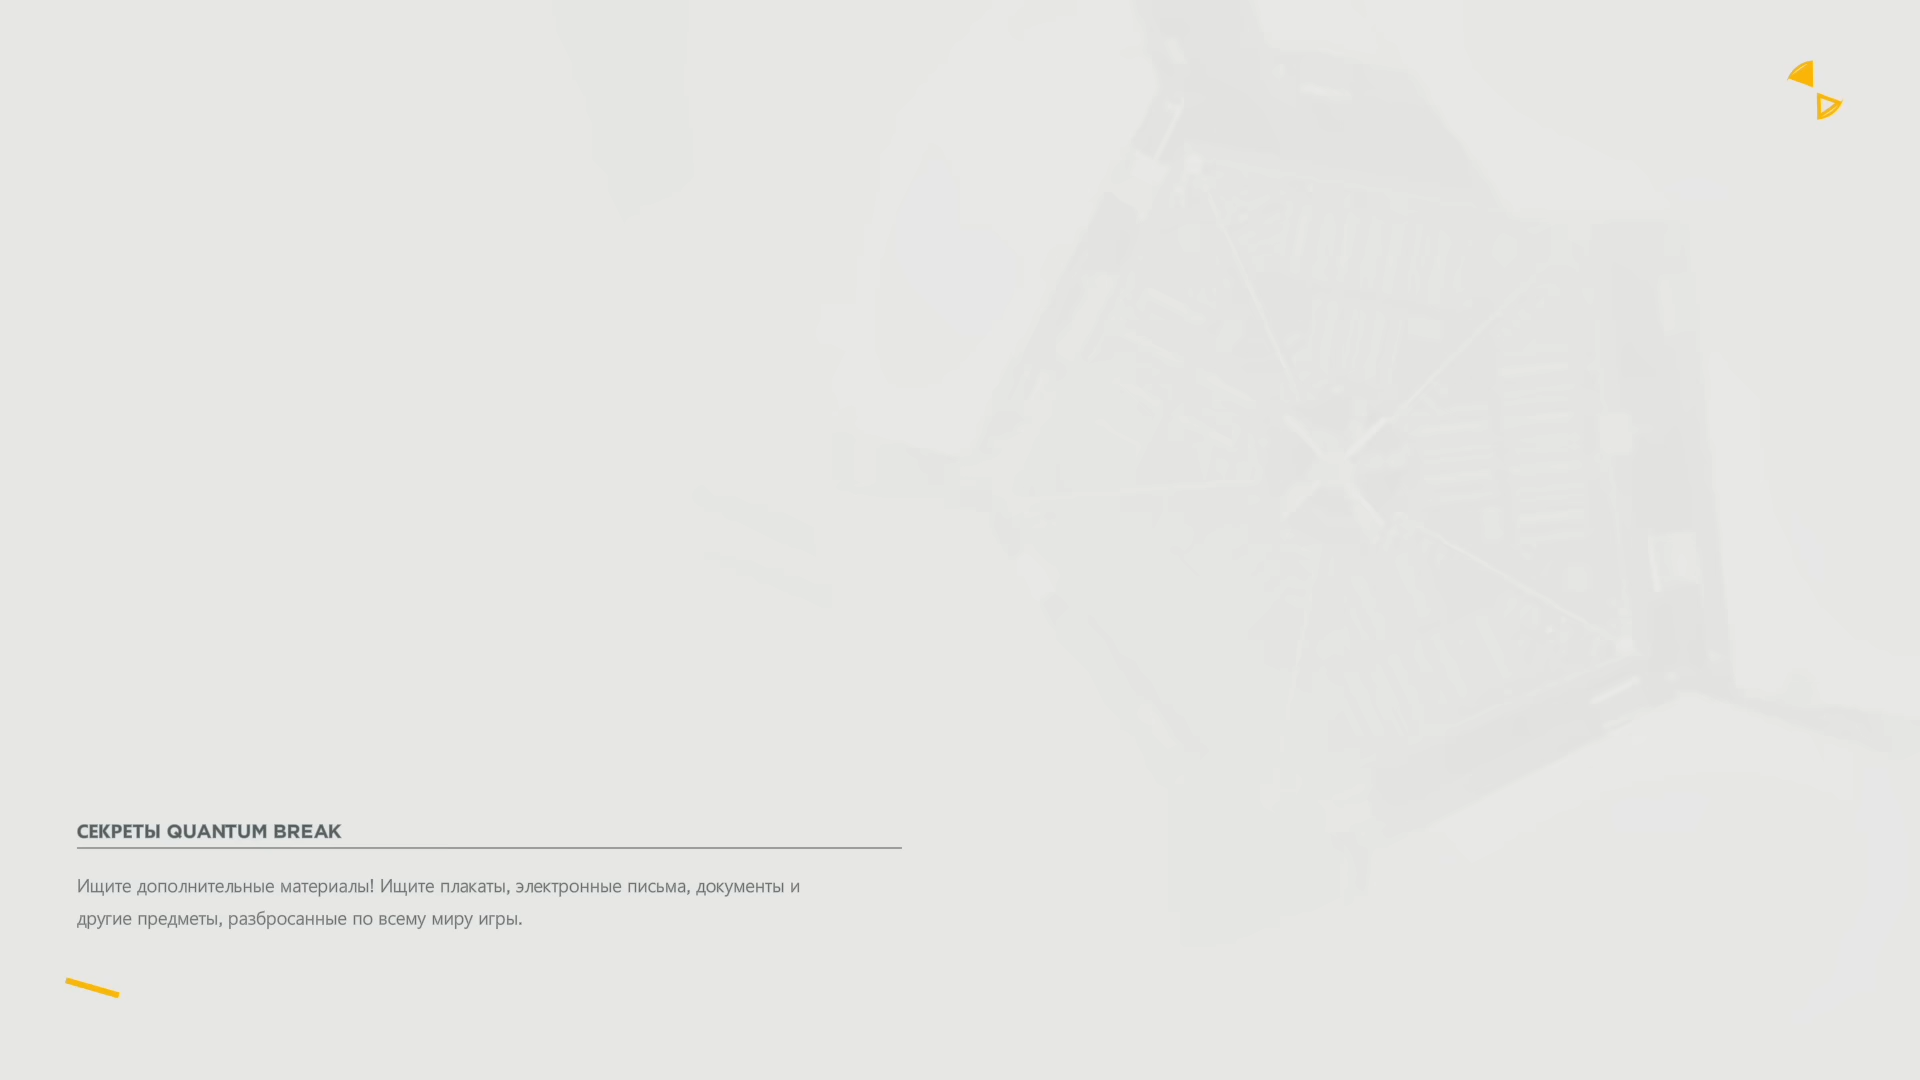 СЕКРЕТЫ QUANTUM BREAK
Ищите дополнительные материалы! Ищите плакаты, электронные письма, документы и
другие предметы, разбросанные по всему миру игры.